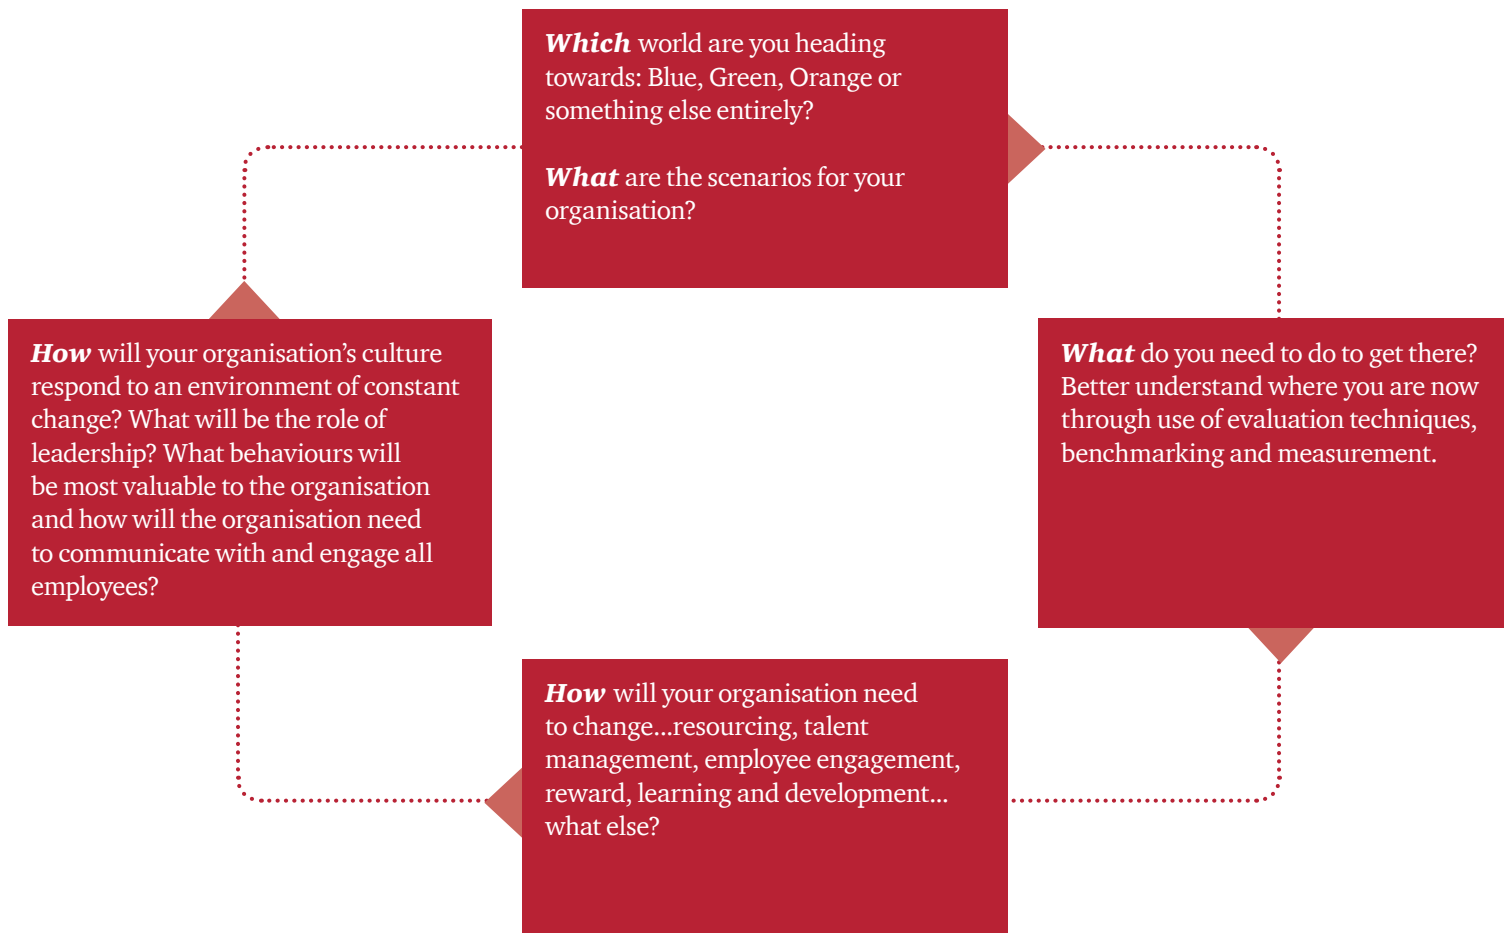 Which world are you heading
towards: Blue, Green, Orange or
something else entirely?
What are the scenarios for your
organisation?
What do you need to do to get there?
Better understand where you are now
through use of evaluation techniques,
benchmarking and measurement.
How will your organisation need
to change...resourcing, talent
management, employee engagement,
reward, learning and development...
what else?
How will your organisation’s culture
respond to an environment of constant
change? What will be the role of
leadership? What behaviours will
be most valuable to the organisation
and how will the organisation need
to communicate with and engage all
employees?